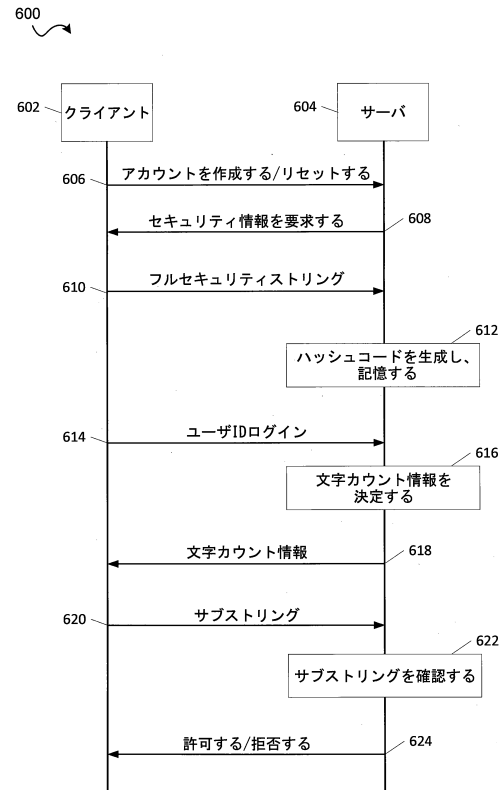 600
602
クライアント
604
サーバ
606
アカウントを作成する/リセットする
セキュリティ情報を要求する
608
610
フルセキュリティストリング
612
ハッシュコードを生成し、
記憶する
614
ユーザIDログイン
616
文字カウント情報を
決定する
文字カウント情報
618
620
サブストリング
622
サブストリングを確認する
許可する/拒否する
624